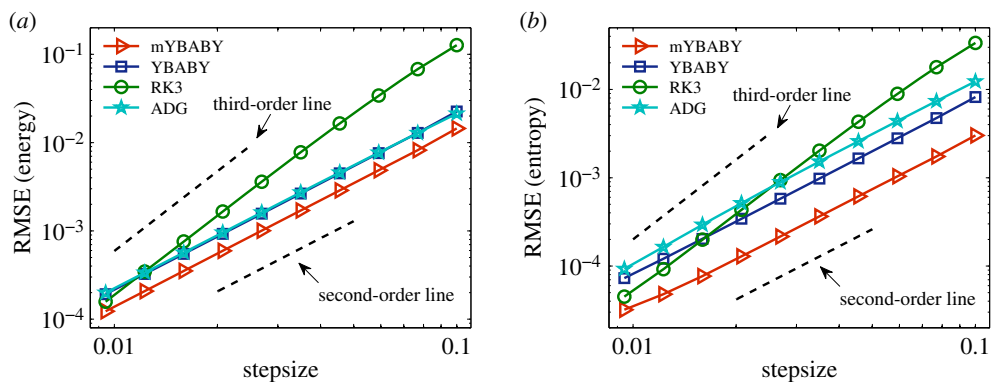 (a)
mYBABY
YBABY
RK3
ADG
third-order line
second-order line
RMSE (energy)
10⁻¹
10⁻²
10⁻³
10⁻⁴
0.01
0.1
stepsize
(b)
mYBABY
YBABY
RK3
ADG
third-order line
second-order line
RMSE (entropy)
10⁻²
10⁻³
10⁻⁴
0.01
0.1
stepsize